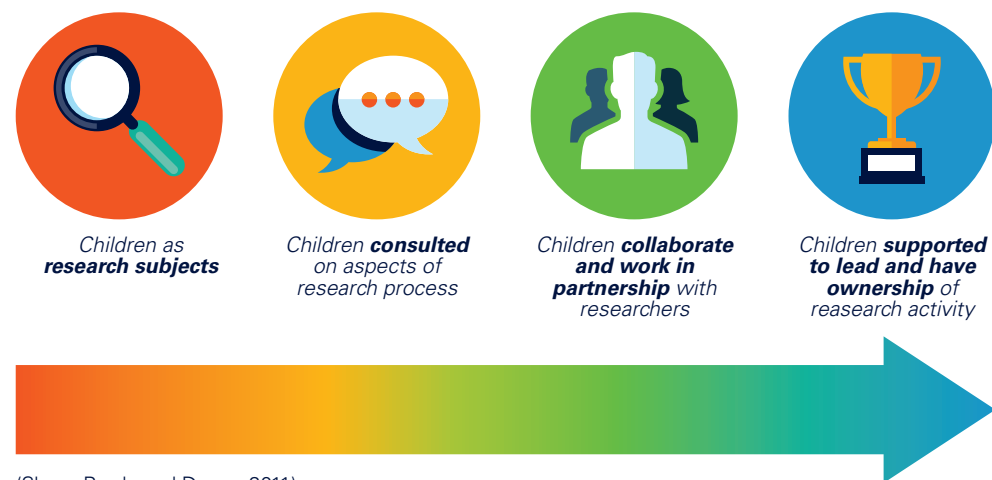 Children as
research subjects
Children consulted
on aspects of
research process
Children collaborate
and work in
partnership with
researchers
Children supported
to lead and have
ownership of
reasearch activity
2011)